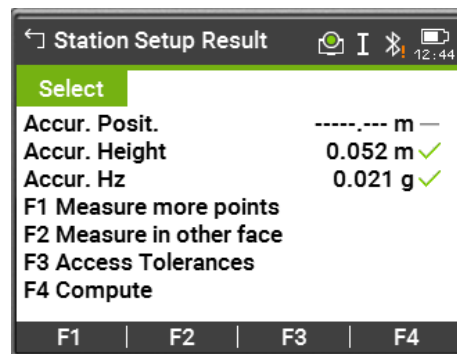 Station Setup Result I 12:44
Select
Accur. Posit. -----.--- m —
Accur. Height 0.052 m ✓
Accur. Hz 0.021 g ✓
F1 Measure more points
F2 Measure in other face
F3 Access Tolerances
F4 Compute
F1 | F2 | F3 | F4